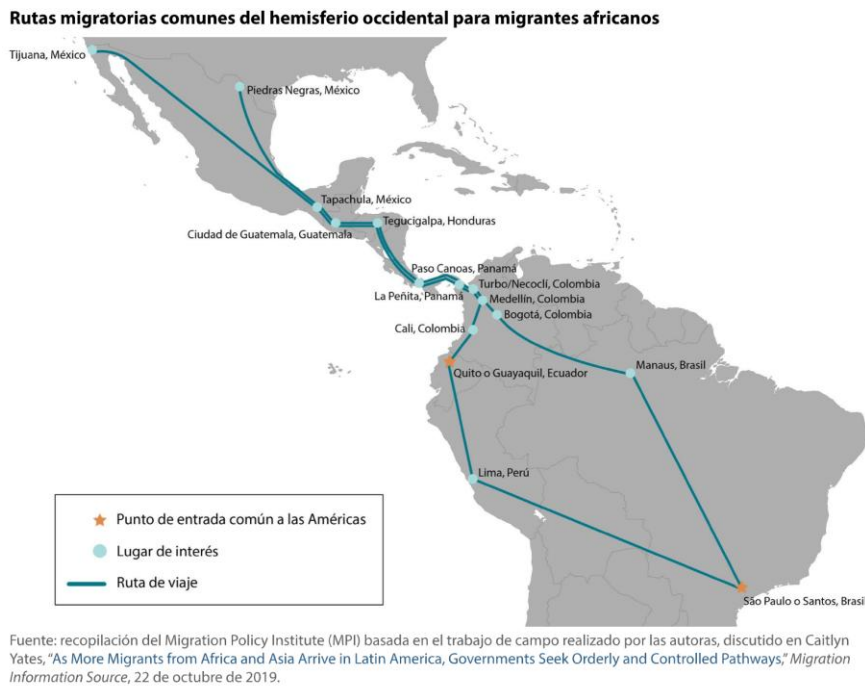 Rutas migratorias comunes del hemisferio occidental para migrantes africanos
Tijuana, México
Piedras Negras, México
Tapachula, México
Ciudad de Guatemala, Guatemala
Tegucigalpa, Honduras
Paso Canoas, Panamá
La Peñita, Panamá
Turbo/Necoclí, Colombia
Medellín, Colombia
Bogotá, Colombia
Cali, Colombia
Quito o Guayaquil, Ecuador
Manaus, Brasil
Lima, Perú
São Paulo o Santos, Brasil
Punto de entrada común a las Américas
Lugar de interés
Ruta de viaje
Fuente: recopilación del Migration Policy Institute (MPI) basada en el trabajo de campo realizado por las autoras, discutido en Caitlyn
Yates, “As More Migrants from Africa and Asia Arrive in Latin America, Governments Seek Orderly and Controlled Pathways,” Migration
Information Source, 22 de octubre de 2019.